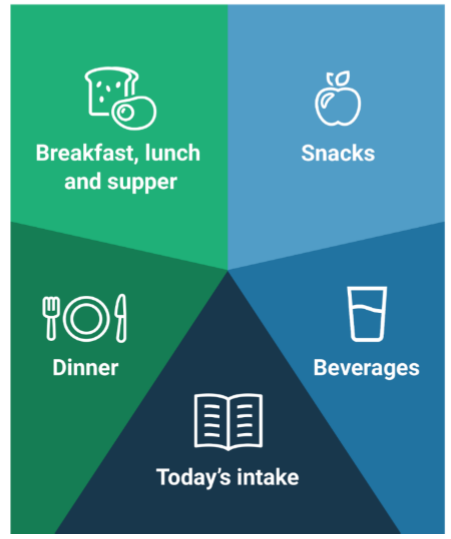 Breakfast, lunch
and supper
Snacks
Dinner
Beverages
Today's intake